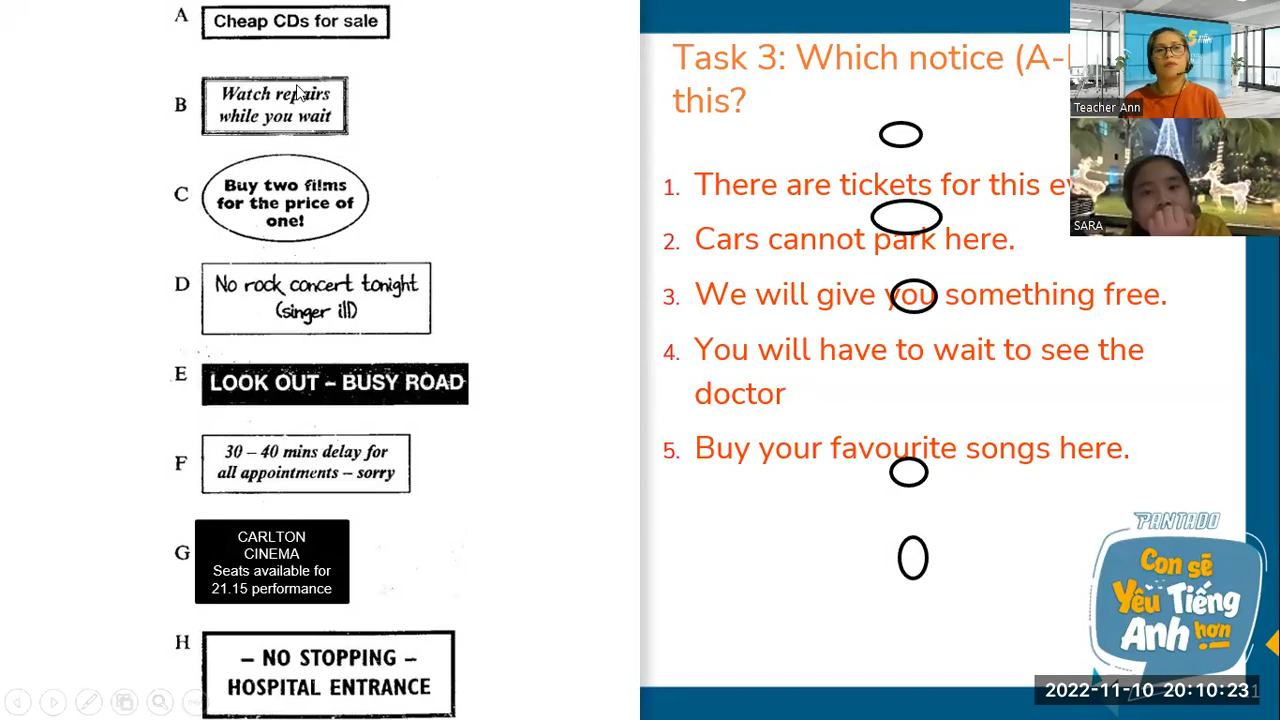 A
Cheap CDs for sale
B
Watch repairs
while you wait
C
Buy two films
for the price of
one!
D
No rock concert tonight
(singer ill)
E
LOOK OUT – BUSY ROAD
F
30 – 40 mins delay for
all appointments – sorry
G
CARLTON
CINEMA
Seats available for
21.15 performance
H
– NO STOPPING –
HOSPITAL ENTRANCE
Task 3: Which notice (A-
this?
1. There are tickets for this
2. Cars cannot park here.
3. We will give you something free.
4. You will have to wait to see the
doctor
5. Buy your favourite songs here.
Teacher Ann
SARA
PANTADO
Con sẽ
Yêu Tiếng
Anh hơn
2022-11-10 20:10:23